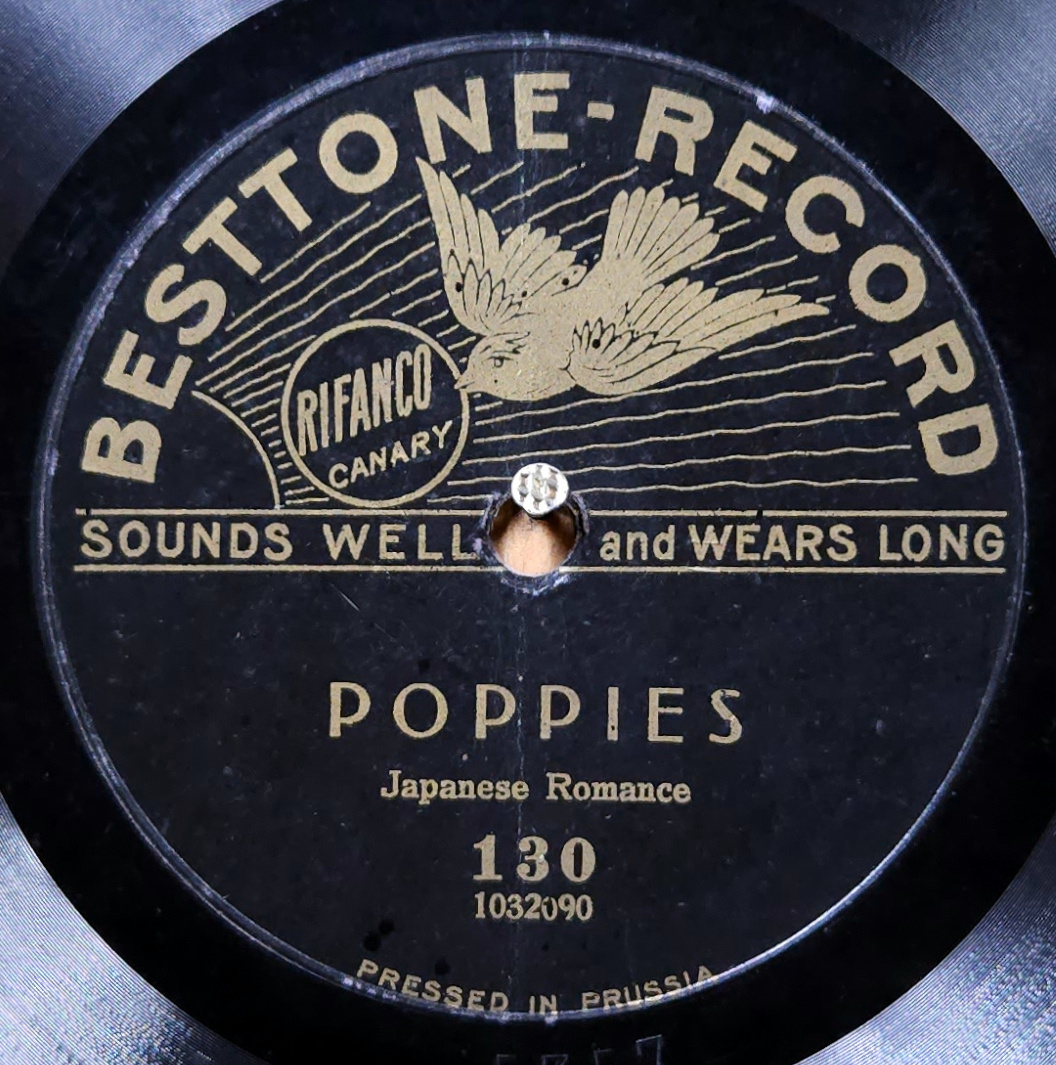 BESTTONE-RECORD
RIFANCO
CANARY
SOUNDS WELL and WEARS LONG
POPPIES
Japanese Romance
130
1032090
PRESSED IN PRUSSIA